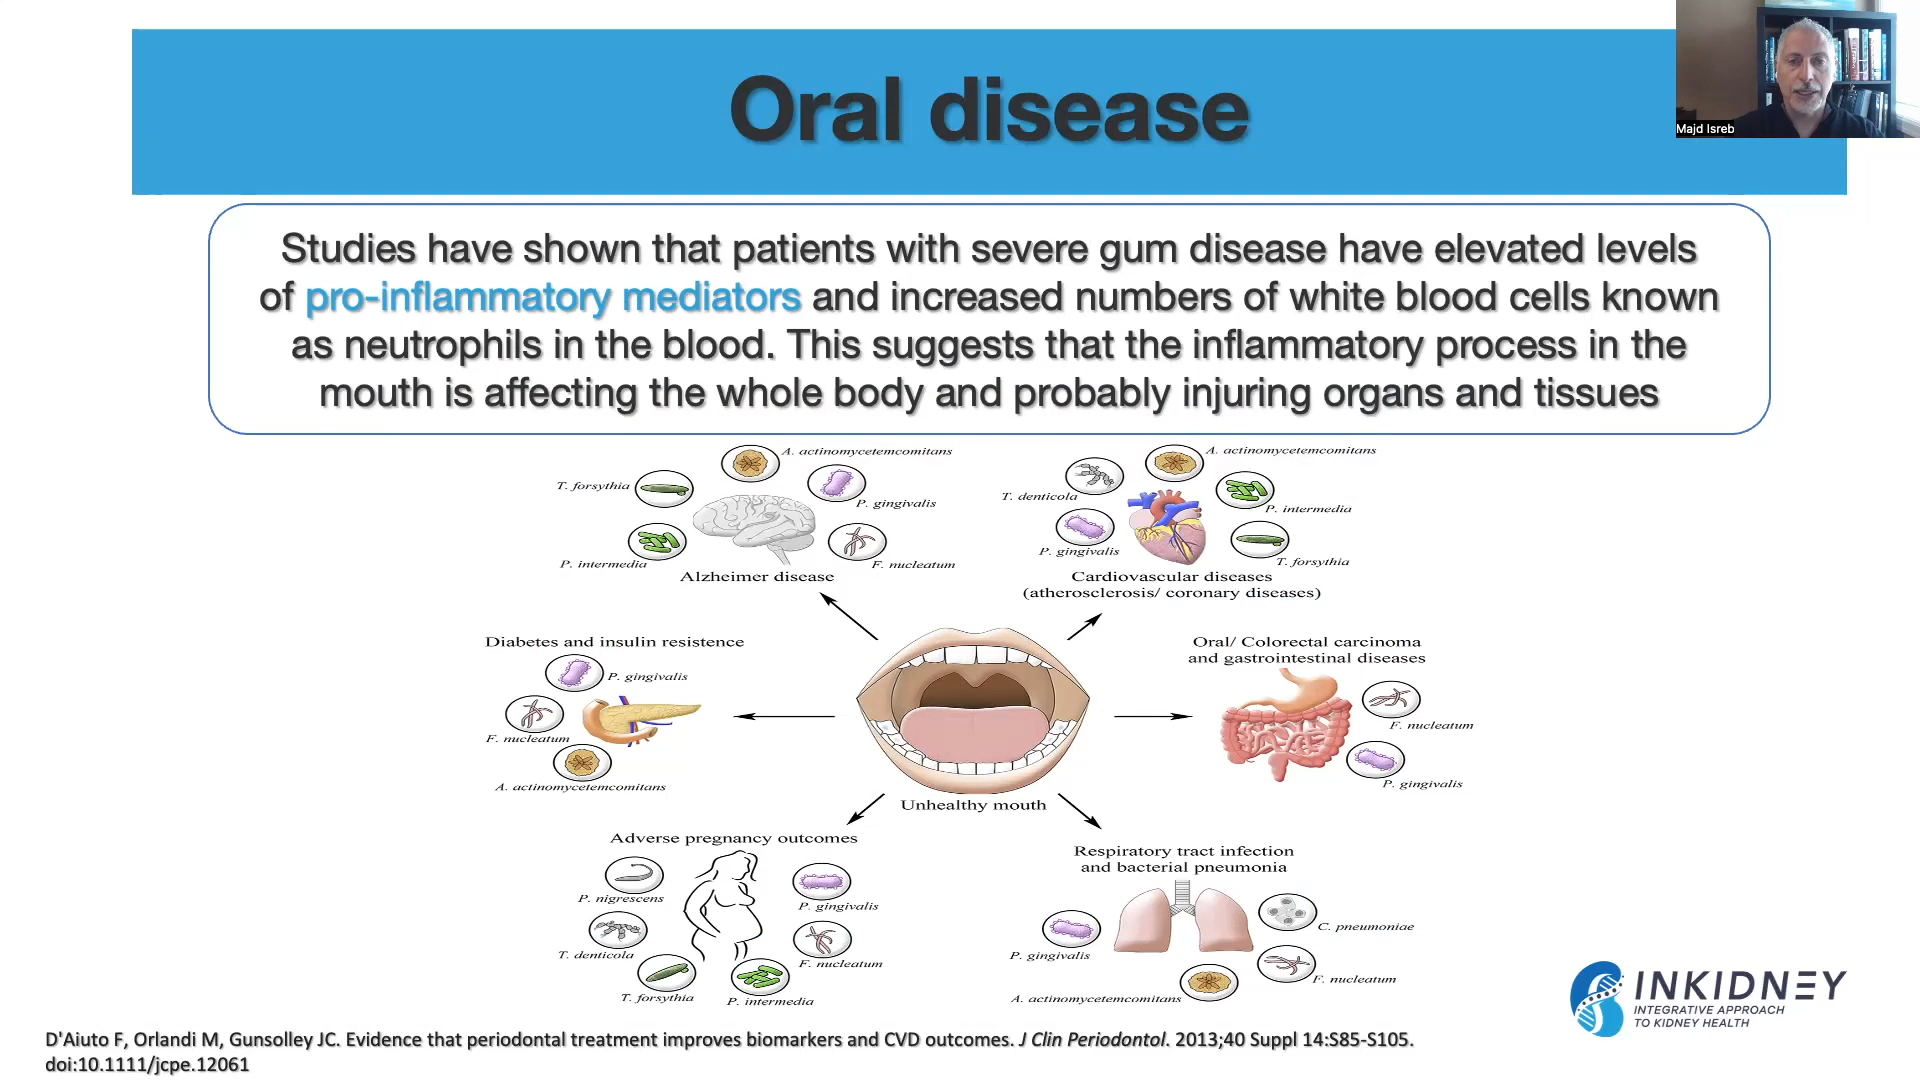 Oral disease
Majd Isreb
Studies have shown that patients with severe gum disease have elevated levels
of pro-inflammatory mediators and increased numbers of white blood cells known
as neutrophils in the blood. This suggests that the inflammatory process in the
mouth is affecting the whole body and probably injuring organs and tissues
A. actinomycetemcomitans
T. forsythia
P. gingivalis
P. intermedia
F. nucleatum
Alzheimer disease
A. actinomycetemcomitans
T. denticola
P. intermedia
P. gingivalis
T. forsythia
Cardiovascular diseases
(atherosclerosis/ coronary diseases)
Diabetes and insulin resistence
P. gingivalis
F. nucleatum
A. actinomycetemcomitans
Oral/ Colorectal carcinoma
and gastrointestinal diseases
F. nucleatum
P. gingivalis
Unhealthy mouth
Adverse pregnancy outcomes
P. nigrescens
P. gingivalis
T. denticola
F. nucleatum
T. forsythia
P. intermedia
Respiratory tract infection
and bacterial pneumonia
C. pneumoniae
P. gingivalis
F. nucleatum
A. actinomycetemcomitans
INKIDNEY
INTEGRATIVE APPROACH
TO KIDNEY HEALTH
D'Aiuto F, Orlandi M, Gunsolley JC. Evidence that periodontal treatment improves biomarkers and CVD outcomes. J Clin Periodontol. 2013;40 Suppl 14:S85-S105.
doi:10.1111/jcpe.12061